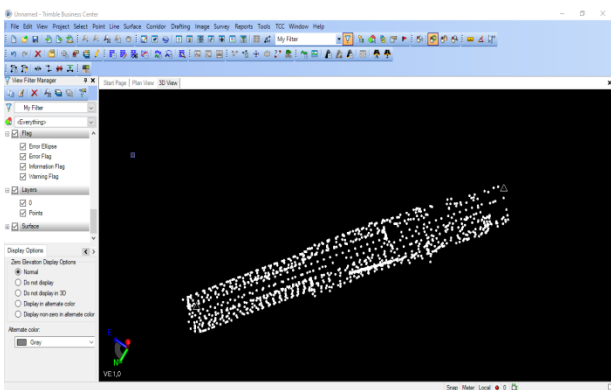 Unnamed - Trimble Business Center
File Edit View Project Select Point Line Surface Corridor Drafting Image Survey Reports Tools TCC Window Help
My Filter
View Filter Manager
Start Page Plan View 3D View
My Filter
<Everything>
Flag
Error Ellipse
Error Flag
Information Flag
Warning Flag
Layers
0
Points
Surface
Display Options
Zero Elevation Display Options
Normal
Do not display
Do not display in 3D
Display in alternate color
Display non-zero in alternate color
Alternate color:
Gray
N
VE:1,0
Snap Meter Local 0